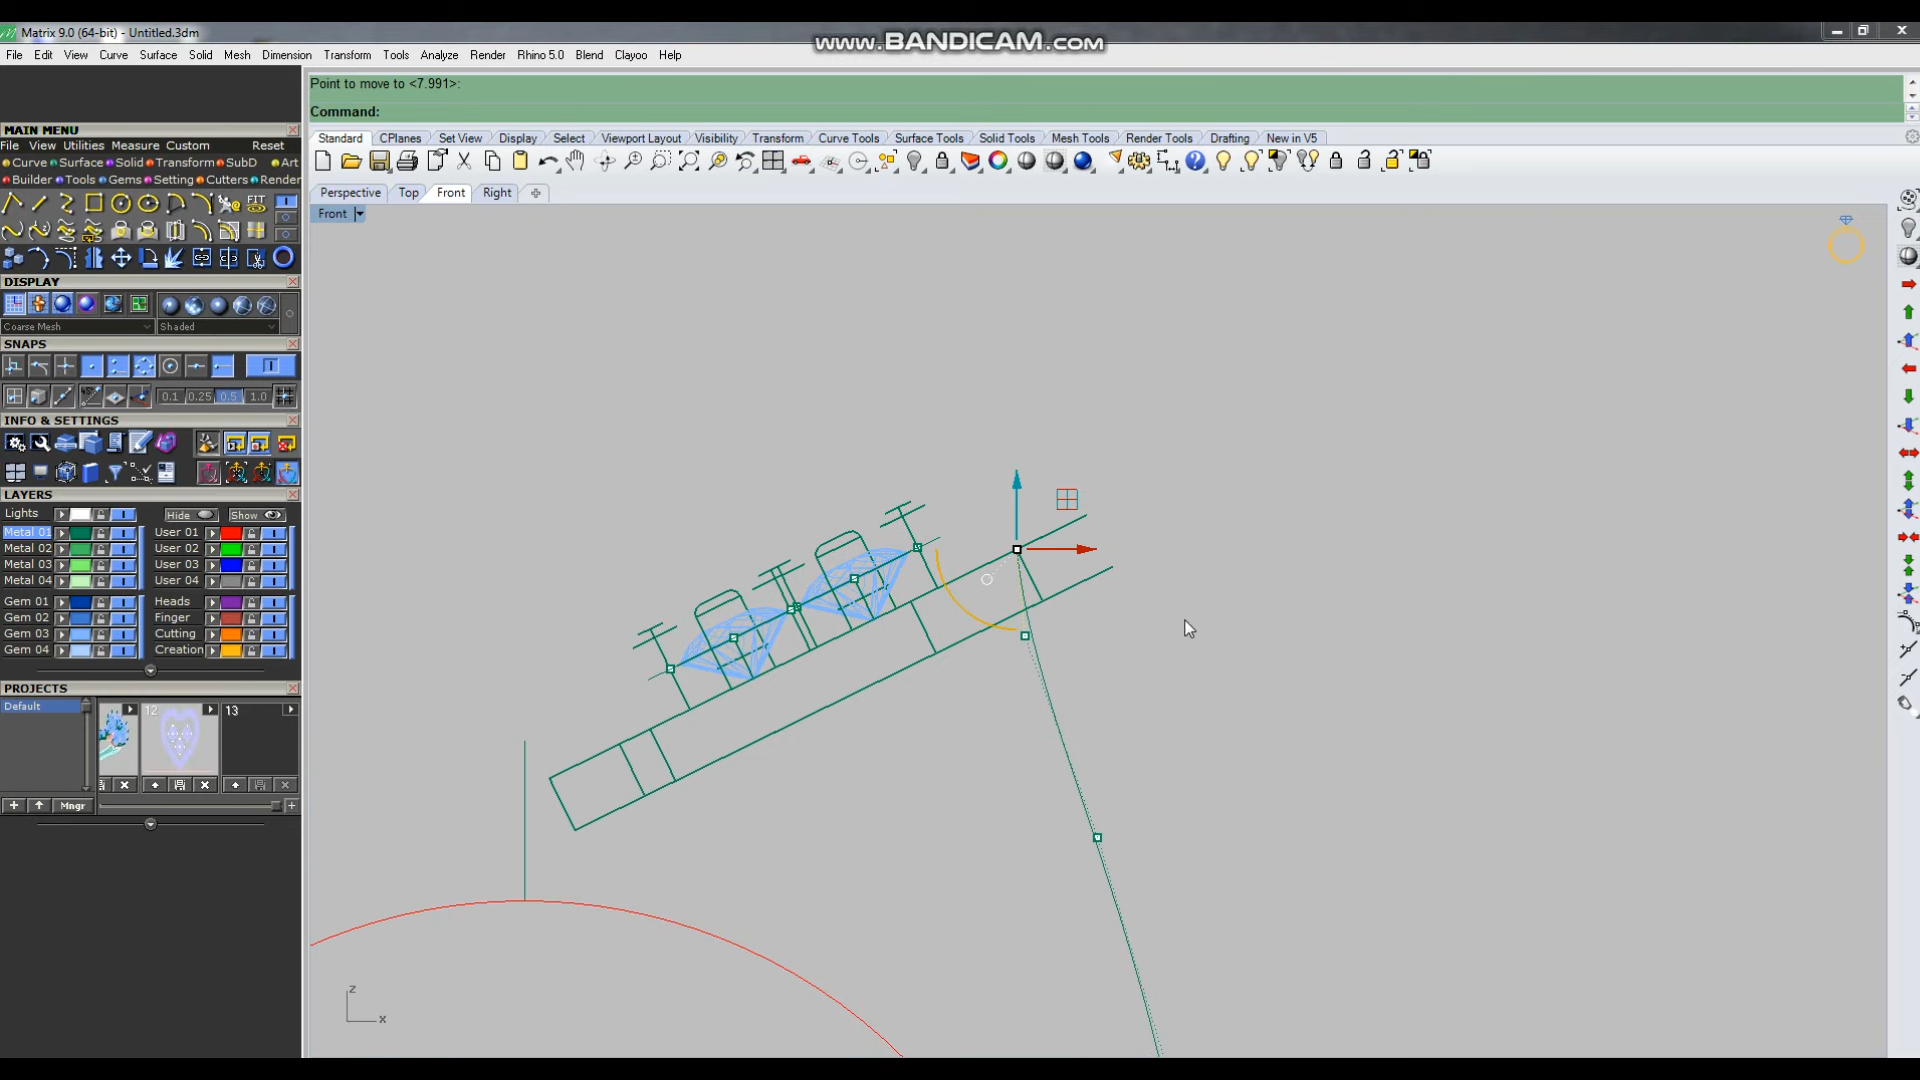 Matrix 9.0 (64-bit) - Untitled.3dm
www.BANDICAM.com
File Edit View Curve Surface Solid Mesh Dimension Transform Tools Analyze Render Rhino 5.0 Blend Clayoo Help
Point to move to <7.991>:
Command:
Standard CPlanes Set View Display Select Viewport Layout Visibility Transform Curve Tools Surface Tools Solid Tools Mesh Tools Render Tools Drafting New in V5
MAIN MENU
File View Utilities Measure Custom Reset
Curve Surface Solid Transform SubD Art
Builder Tools Gems Setting Cutters Render
FIT
Perspective Top Front Right
Front
DISPLAY
Coarse Mesh Shaded
SNAPS
0.1 0.25 0.5 1.0
INFO & SETTINGS
LAYERS
Lights Hide Show
Metal 01 User 01
Metal 02 User 02
Metal 03 User 03
Metal 04 User 04
Gem 01 Heads
Gem 02 Finger
Gem 03 Cutting
Gem 04 Creation
PROJECTS
Default 12 13
Mngr
z
x